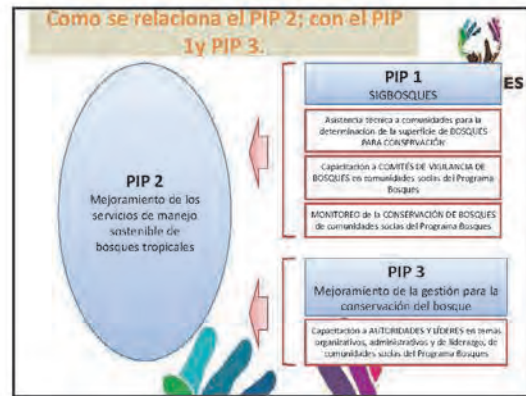 Como se relaciona el PIP 2; con el PIP
1y PIP 3.
ES
PIP 1
SIGBOSQUES
Asistencia técnica a comunidades para la
determinacion de la superficie de BOSQUES
PARA CONSERVACIÓN
Capacitación a COMITÉS DE VIGILANCIA DE
BOSQUES en comunidades socias del Programa
Bosques
MONITOREO de la CONSERVACIÓN DE BOSQUES
de comunidades socias del Programa Bosques
PIP 2
Mejoramiento de los
servicios de manejo
sostenible de
bosques tropicales
PIP 3
Mejoramiento de la gestión para la
conservación del bosque
Capacitación a AUTORIDADES Y LÍDERES en temas
organizativos, administrativos y de liderazgo, de
comunidades socias del Programa Bosques